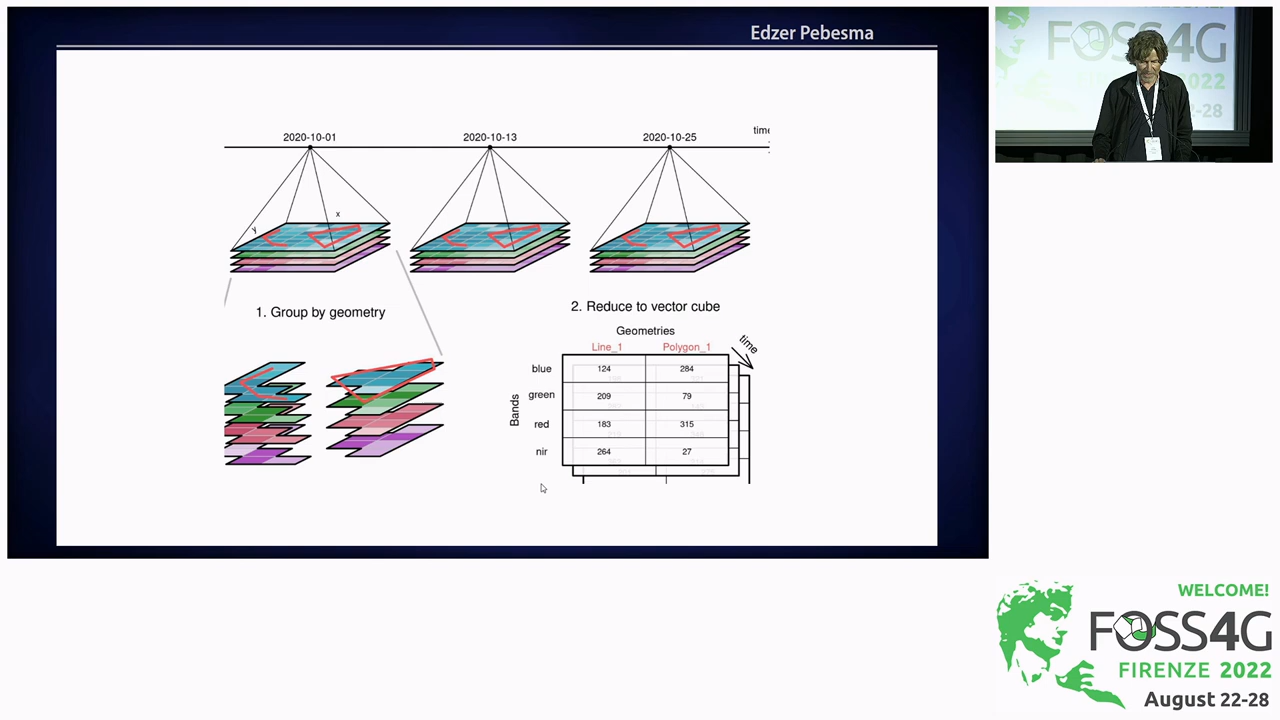 Edzer Pebesma
2020-10-01
2020-10-13
2020-10-25
time
x
y
1. Group by geometry
2. Reduce to vector cube
Geometries
Line_1 Polygon_1
time
Bands
blue 124 284
green 209 79
red 183 315
nir 264 27
FOSS4G
2022
WELCOME!
FOSS4G
FIRENZE 2022
August 22-28